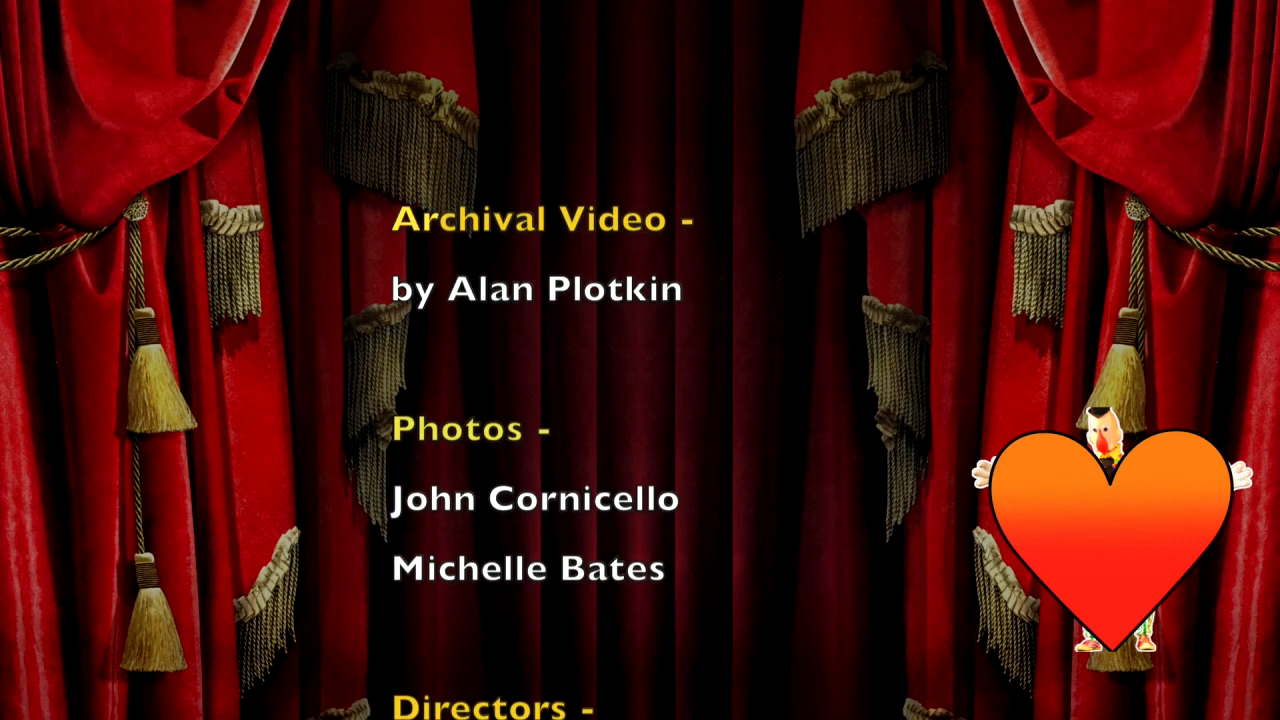 Archival Video -
by Alan Plotkin
Photos -
John Cornicello
Michelle Bates
Directors -